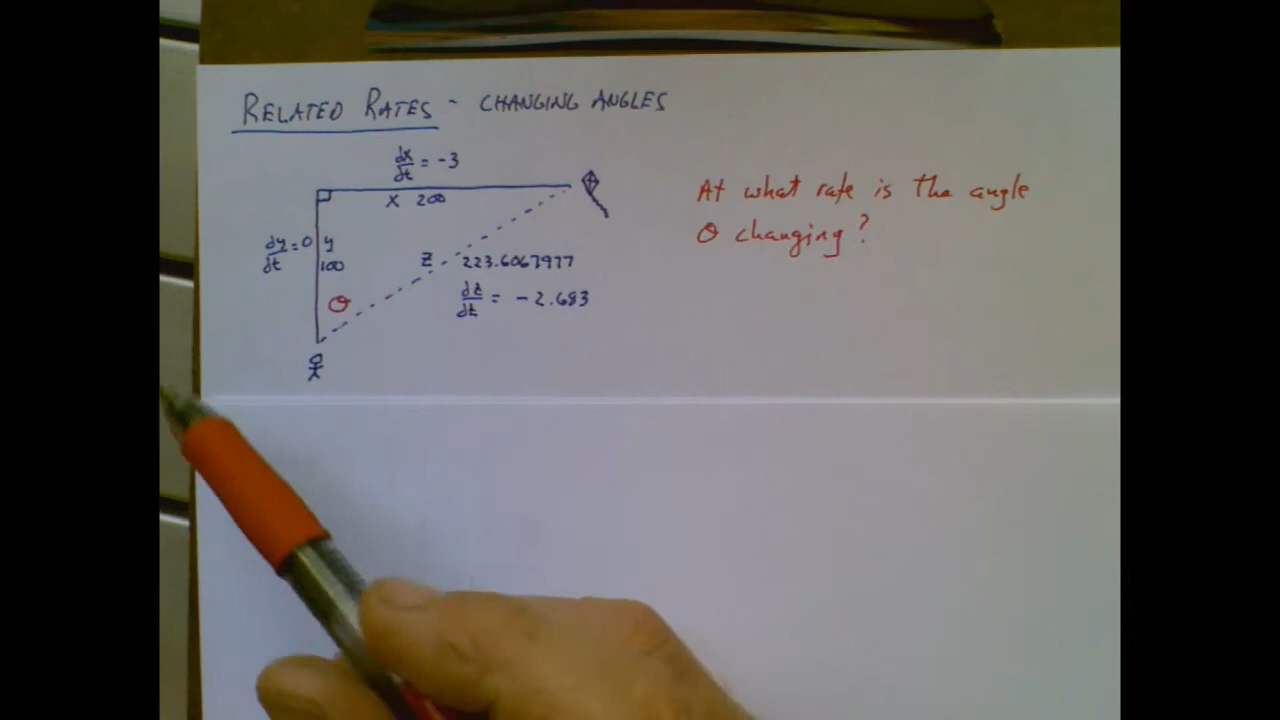 RELATED RATES - CHANGING ANGLES
dx/dt = -3
x 200
At what rate is the angle
θ changing?
dy/dt = 0 y
100
z 223.6067977
dz/dt = -2.683
θ